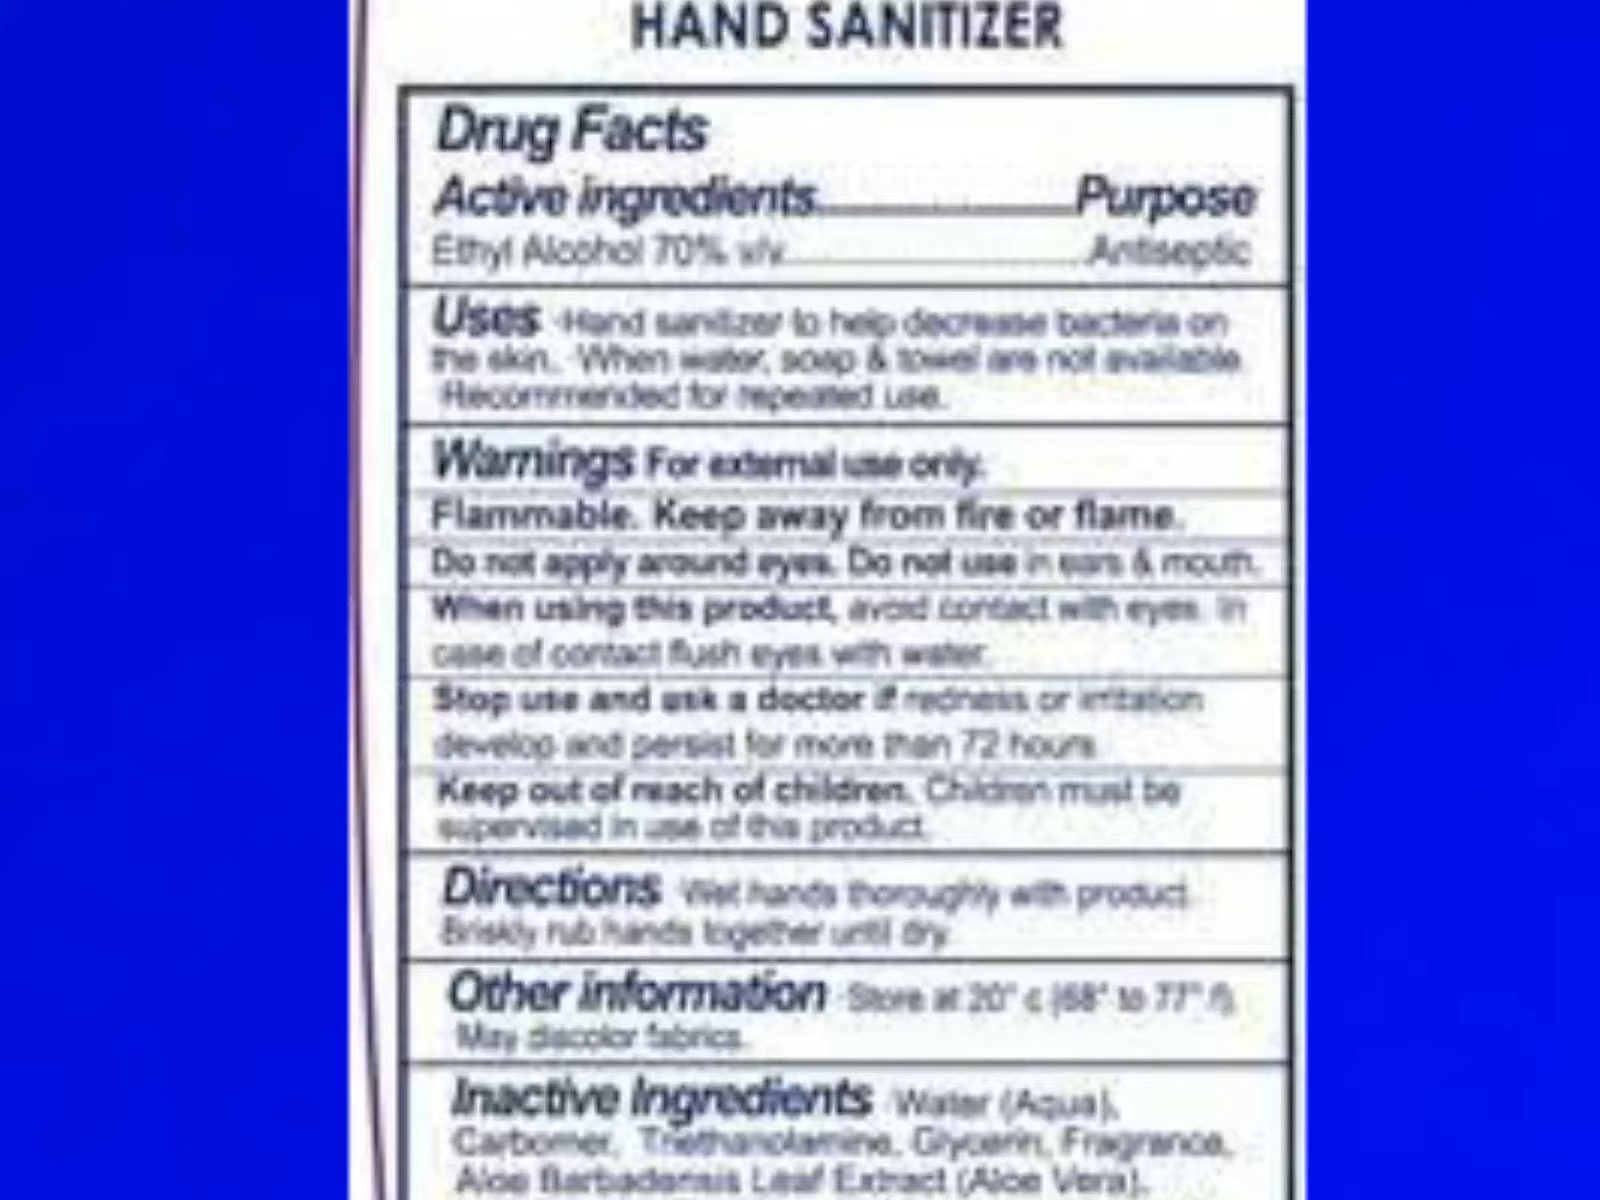 HAND SANITIZER
Drug Facts
Active ingredients....................Purpose
Ethyl Alcohol 70% v/v....................Antiseptic
Uses ·Hand sanitizer to help decrease bacteria on
the skin. ·When water, soap & towel are not available.
·Recommended for repeated use.
Warnings For external use only.
Flammable. Keep away from fire or flame.
Do not apply around eyes. Do not use in ears & mouth.
When using this product, avoid contact with eyes. In
case of contact flush eyes with water.
Stop use and ask a doctor if redness or irritation
develop and persist for more than 72 hours.
Keep out of reach of children. Children must be
supervised in use of this product.
Directions ·Wet hands thoroughly with product.
Briskly rub hands together until dry.
Other information ·Store at 20° c (68° to 77° f).
·May discolor fabrics.
Inactive Ingredients ·Water (Aqua),
Carbomer, Triethanolamine, Glycerin, Fragrance,
Aloe Barbadensis Leaf Extract (Aloe Vera),